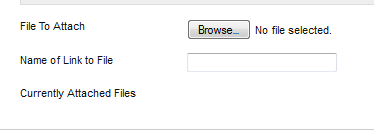 File To Attach
Browse... No file selected.
Name of Link to File
Currently Attached Files